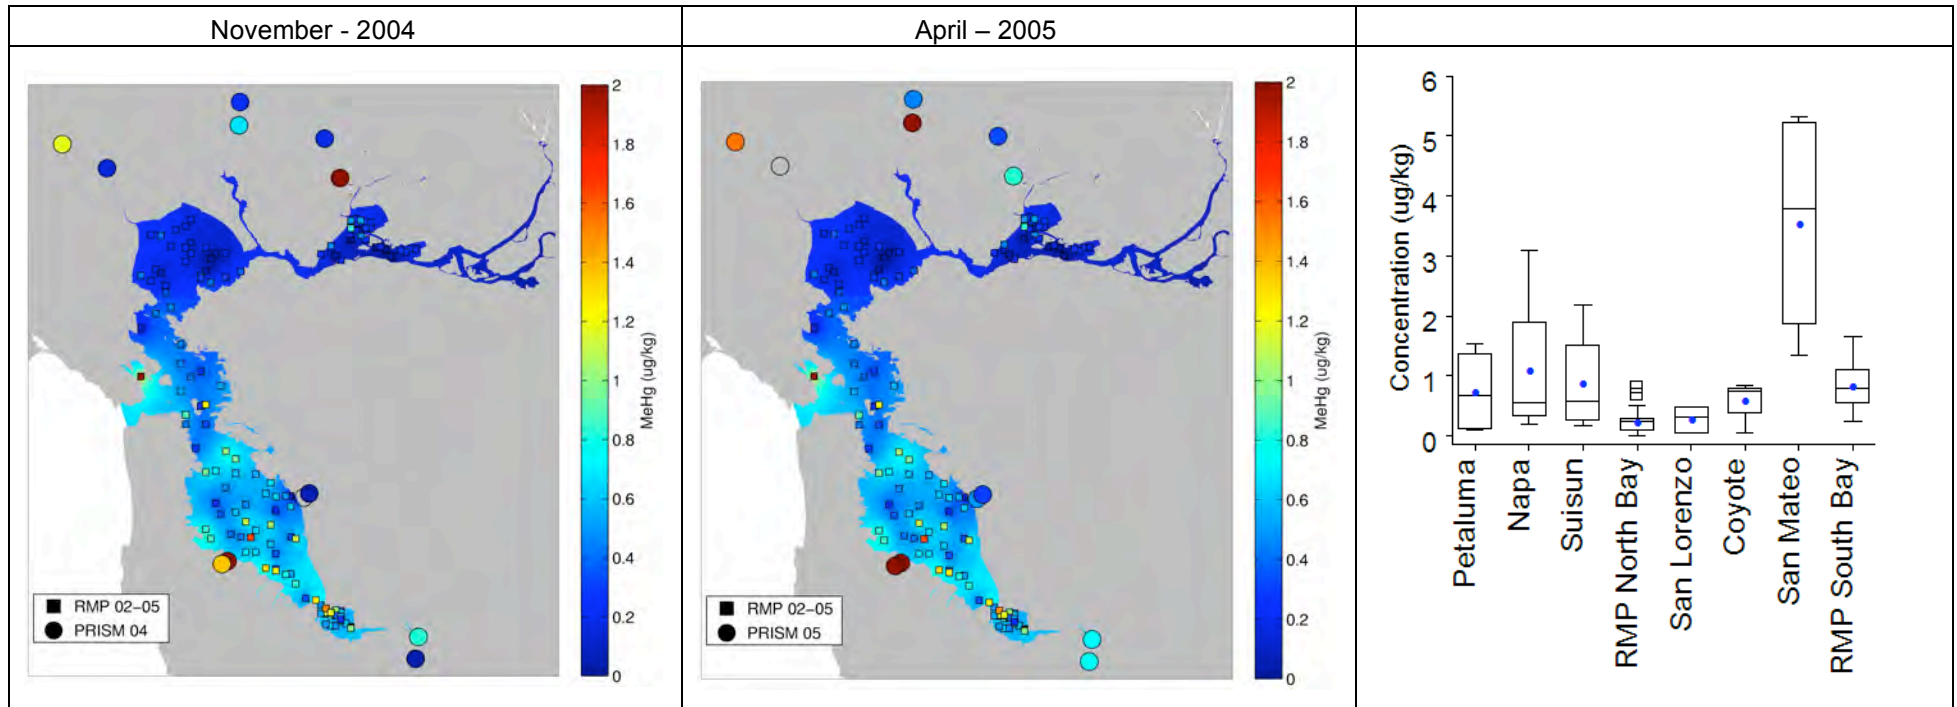 November - 2004
April – 2005
2
1.8
1.6
1.4
1.2
1
0.8
0.6
0.4
0.2
0
MeHg (ug/kg)
RMP 02-05
PRISM 04
2
1.8
1.6
1.4
1.2
1
0.8
0.6
0.4
0.2
0
MeHg (ug/kg)
RMP 02-05
PRISM 05
6
5
4
3
2
1
0
Concentration (ug/kg)
Petaluma
Napa
Suisun
RMP North Bay
San Lorenzo
Coyote
San Mateo
RMP South Bay